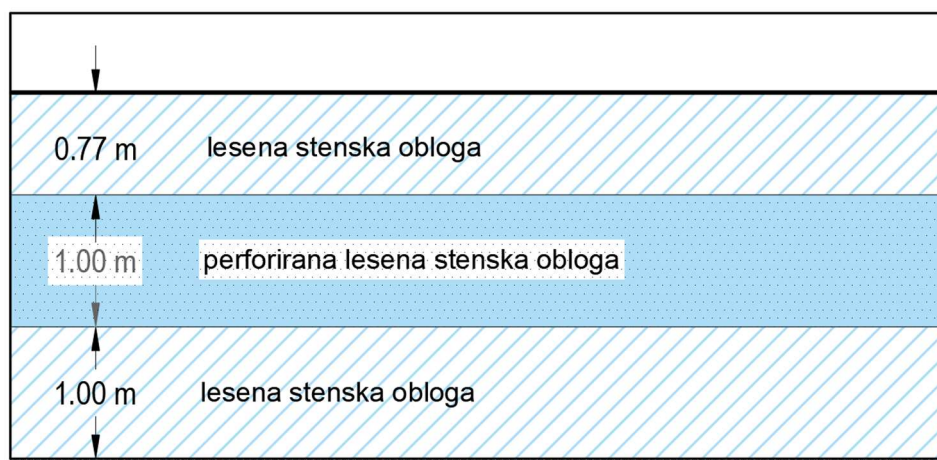 0.77 m lesena stenska obloga
1.00 m perforirana lesena stenska obloga
1.00 m lesena stenska obloga